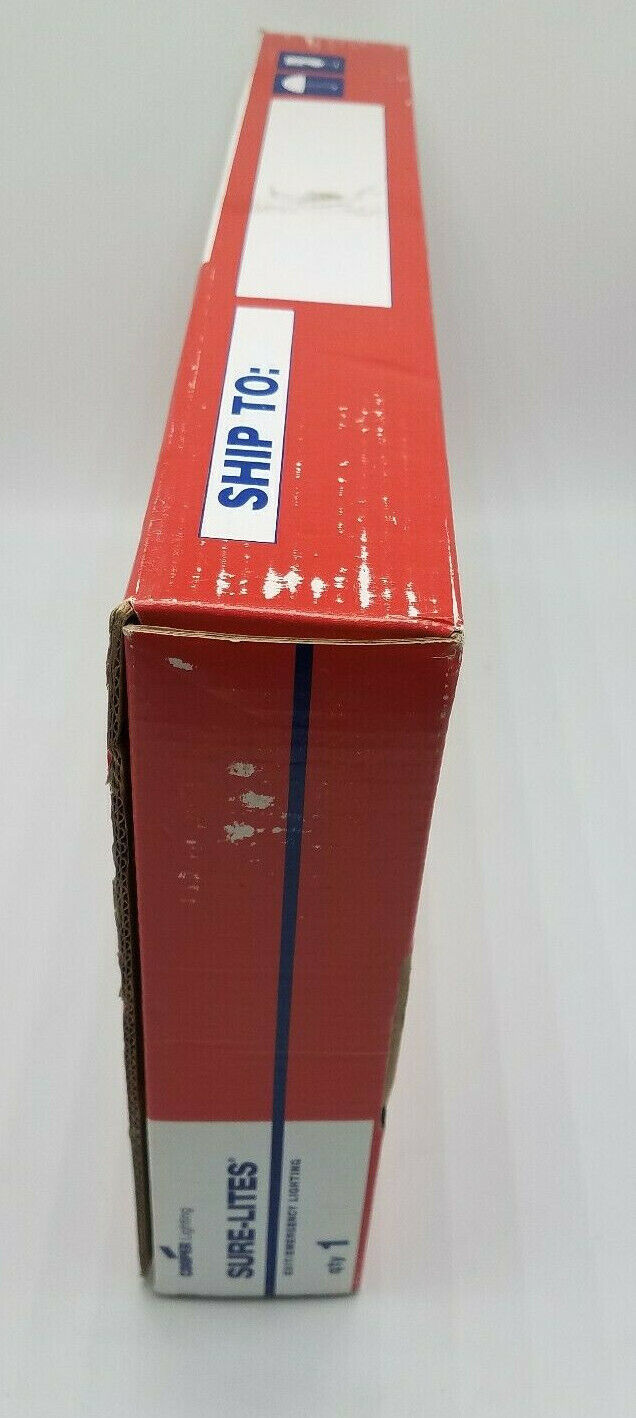 SHIP TO:
COOPER Lighting
SURE-LITES®
EXIT/EMERGENCY LIGHTING
qty 1